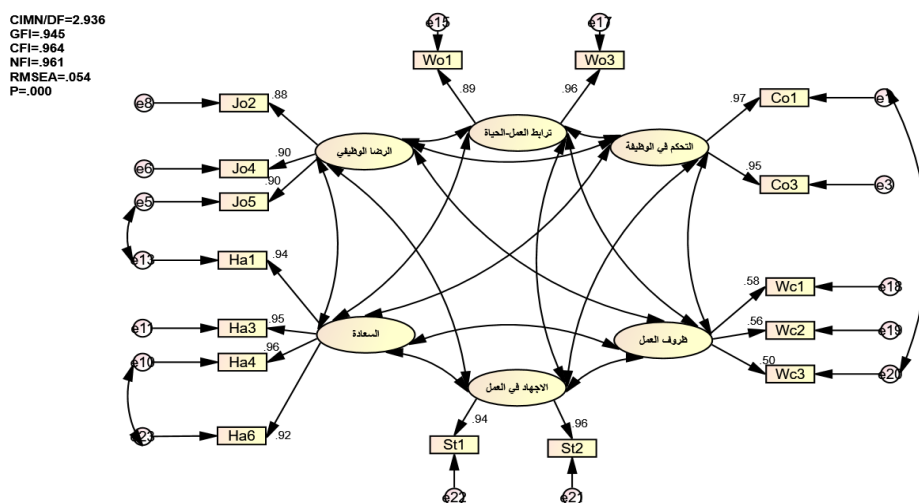 CIMN/DF=2.936
GFI=.945
CFI=.964
NFI=.961
RMSEA=.054
P=.000
e15
e17
Wo1
Wo3
.89
.96
e8
Jo2
.88
e6
Jo4
.90
e5
Jo5
.90
e13
Ha1
.94
e11
Ha3
.95
e10
Ha4
.96
e23
Ha6
.92
الرضا الوظيفي
ترابط العمل-الحياة
التحكم في الوظيفة
السعادة
الاجهاد في العمل
ظروف العمل
.97
Co1
.95
Co3
e3
.58
Wc1
e18
.56
Wc2
e19
.50
Wc3
e20
.94
.96
St1
St2
e22
e21